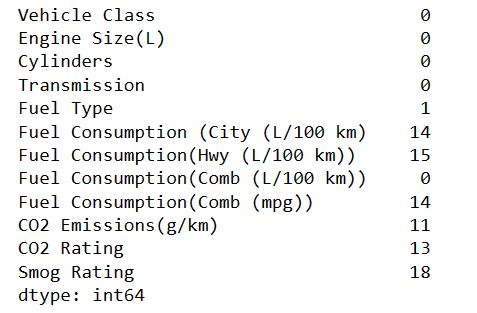 Vehicle Class 0
Engine Size(L) 0
Cylinders 0
Transmission 0
Fuel Type 1
Fuel Consumption (City (L/100 km) 14
Fuel Consumption(Hwy (L/100 km)) 15
Fuel Consumption(Comb (L/100 km)) 0
Fuel Consumption(Comb (mpg)) 14
CO2 Emissions(g/km) 11
CO2 Rating 13
Smog Rating 18
dtype: int64